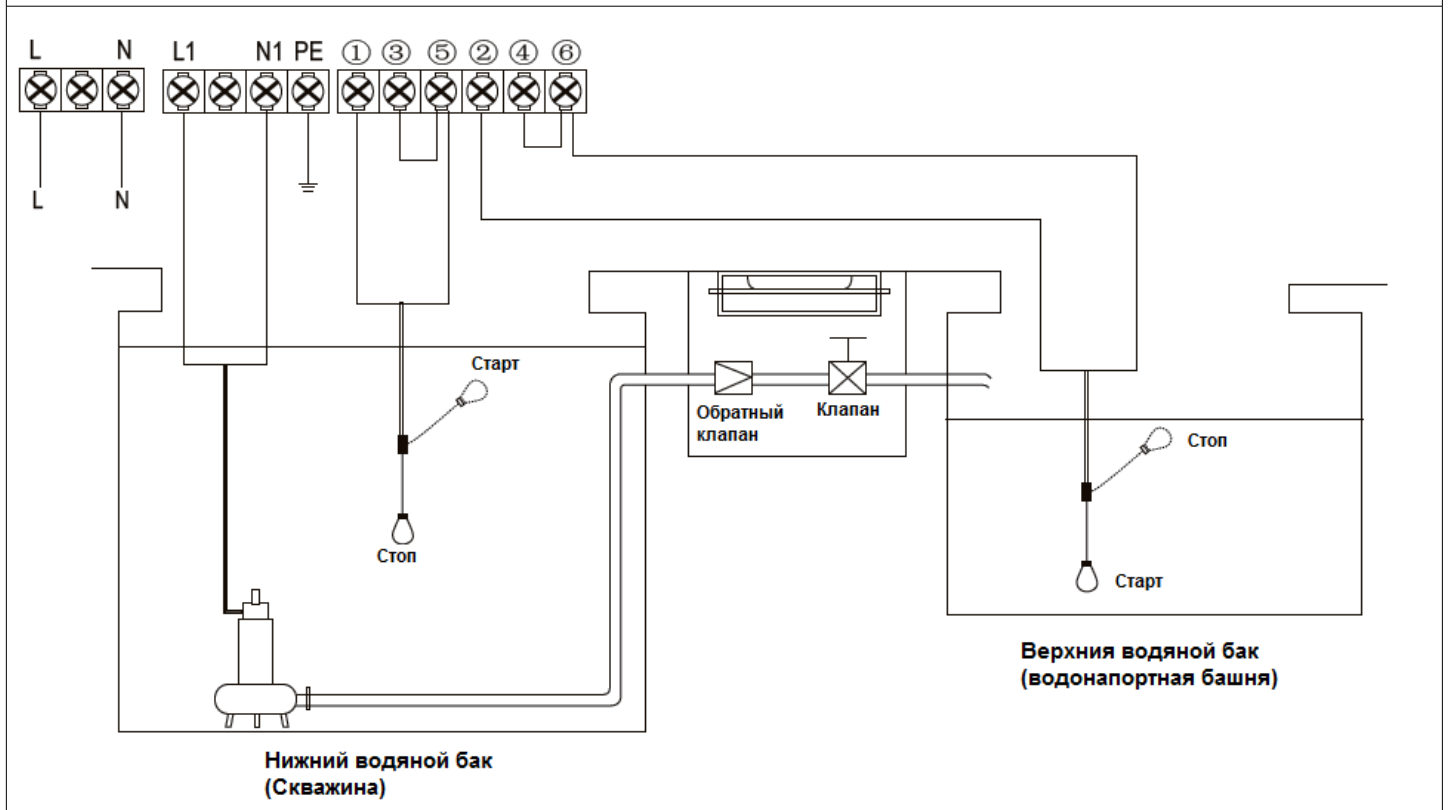 L N L1 N1 PE ① ③ ⑤ ② ④ ⑥
L N
Старт
Обратный
клапан
Клапан
Стоп
Стоп
Старт
Верхния водяной бак
(водонапортная башня)
Нижний водяной бак
(Скважина)